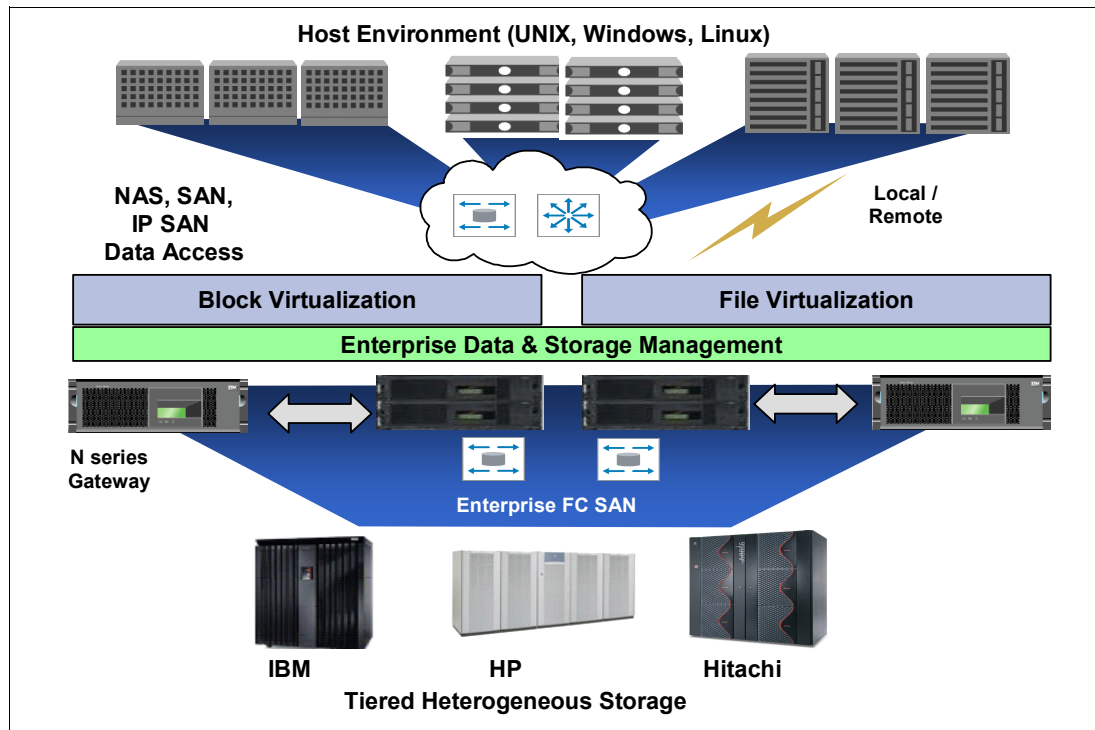 Host Environment (UNIX, Windows, Linux)
NAS, SAN,
IP SAN
Data Access
Local /
Remote
Block Virtualization
File Virtualization
Enterprise Data & Storage Management
N series
Gateway
Enterprise FC SAN
IBM
HP
Hitachi
Tiered Heterogeneous Storage